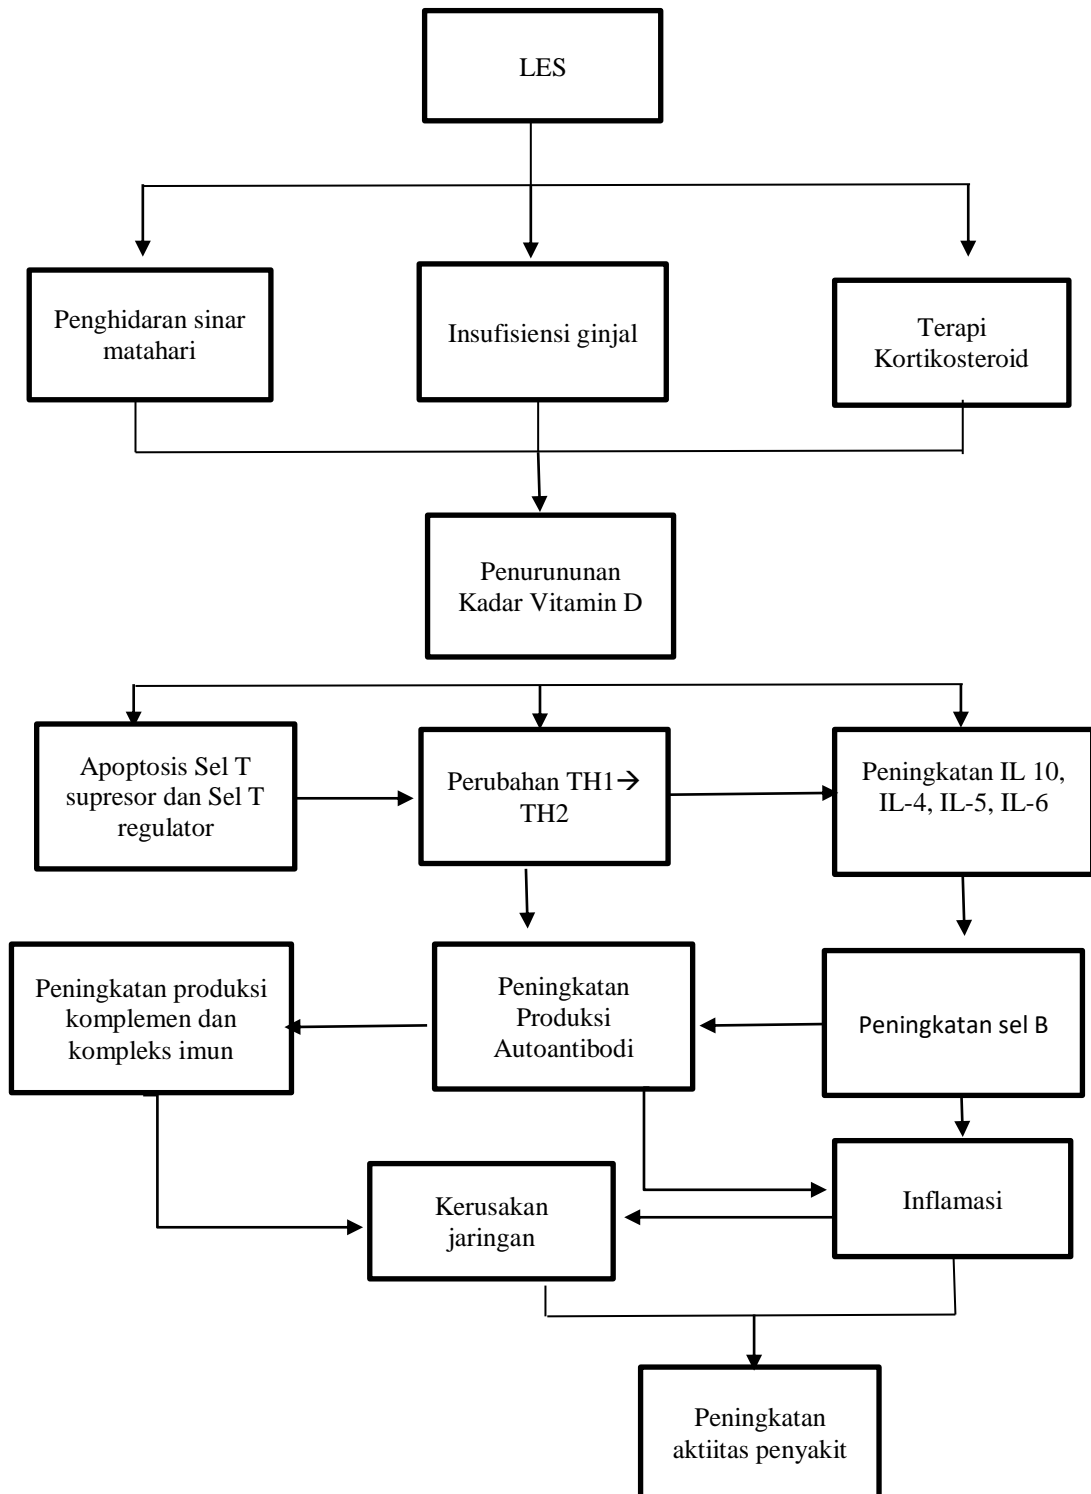 LES
Penghidaran sinar
matahari
Insufisiensi ginjal
Terapi
Kortikosteroid
Penurununan
Kadar Vitamin D
Apoptosis Sel T
supresor dan Sel T
regulator
Perubahan TH1→
TH2
Peningkatan IL 10,
IL-4, IL-5, IL-6
Peningkatan produksi
komplemen dan
kompleks imun
Peningkatan
Produksi
Autoantibodi
Peningkatan sel B
Kerusakan
jaringan
Inflamasi
Peningkatan
aktiitas penyakit